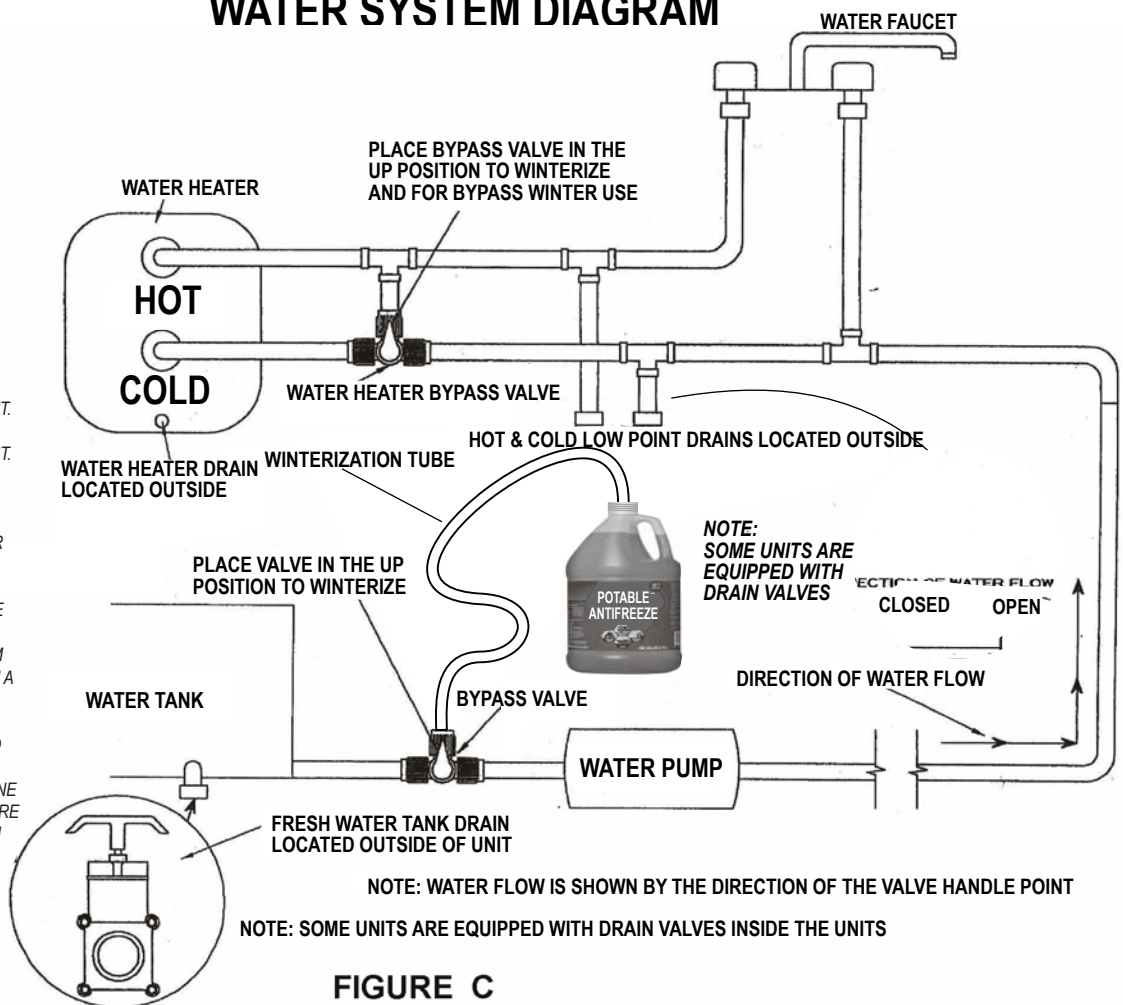 WATER SYSTEM DIAGRAM
WATER FAUCET
PLACE BYPASS VALVE IN THE
UP POSITION TO WINTERIZE
AND FOR BYPASS WINTER USE
WATER HEATER
HOT
COLD
WATER HEATER BYPASS VALVE
HOT & COLD LOW POINT DRAINS LOCATED OUTSIDE
WATER HEATER DRAIN
LOCATED OUTSIDE
WINTERIZATION TUBE
NOTE:
SOME UNITS ARE
EQUIPPED WITH
DRAIN VALVES
PLACE VALVE IN THE UP
POSITION TO WINTERIZE
POTABLE
ANTIFREEZE
OF WATER FLOW
CLOSED OPEN
DIRECTION OF WATER FLOW
WATER TANK
BYPASS VALVE
WATER PUMP
FRESH WATER TANK DRAIN
LOCATED OUTSIDE OF UNIT
NOTE: WATER FLOW IS SHOWN BY THE DIRECTION OF THE VALVE HANDLE POINT
NOTE: SOME UNITS ARE EQUIPPED WITH DRAIN VALVES INSIDE THE UNITS
FIGURE C